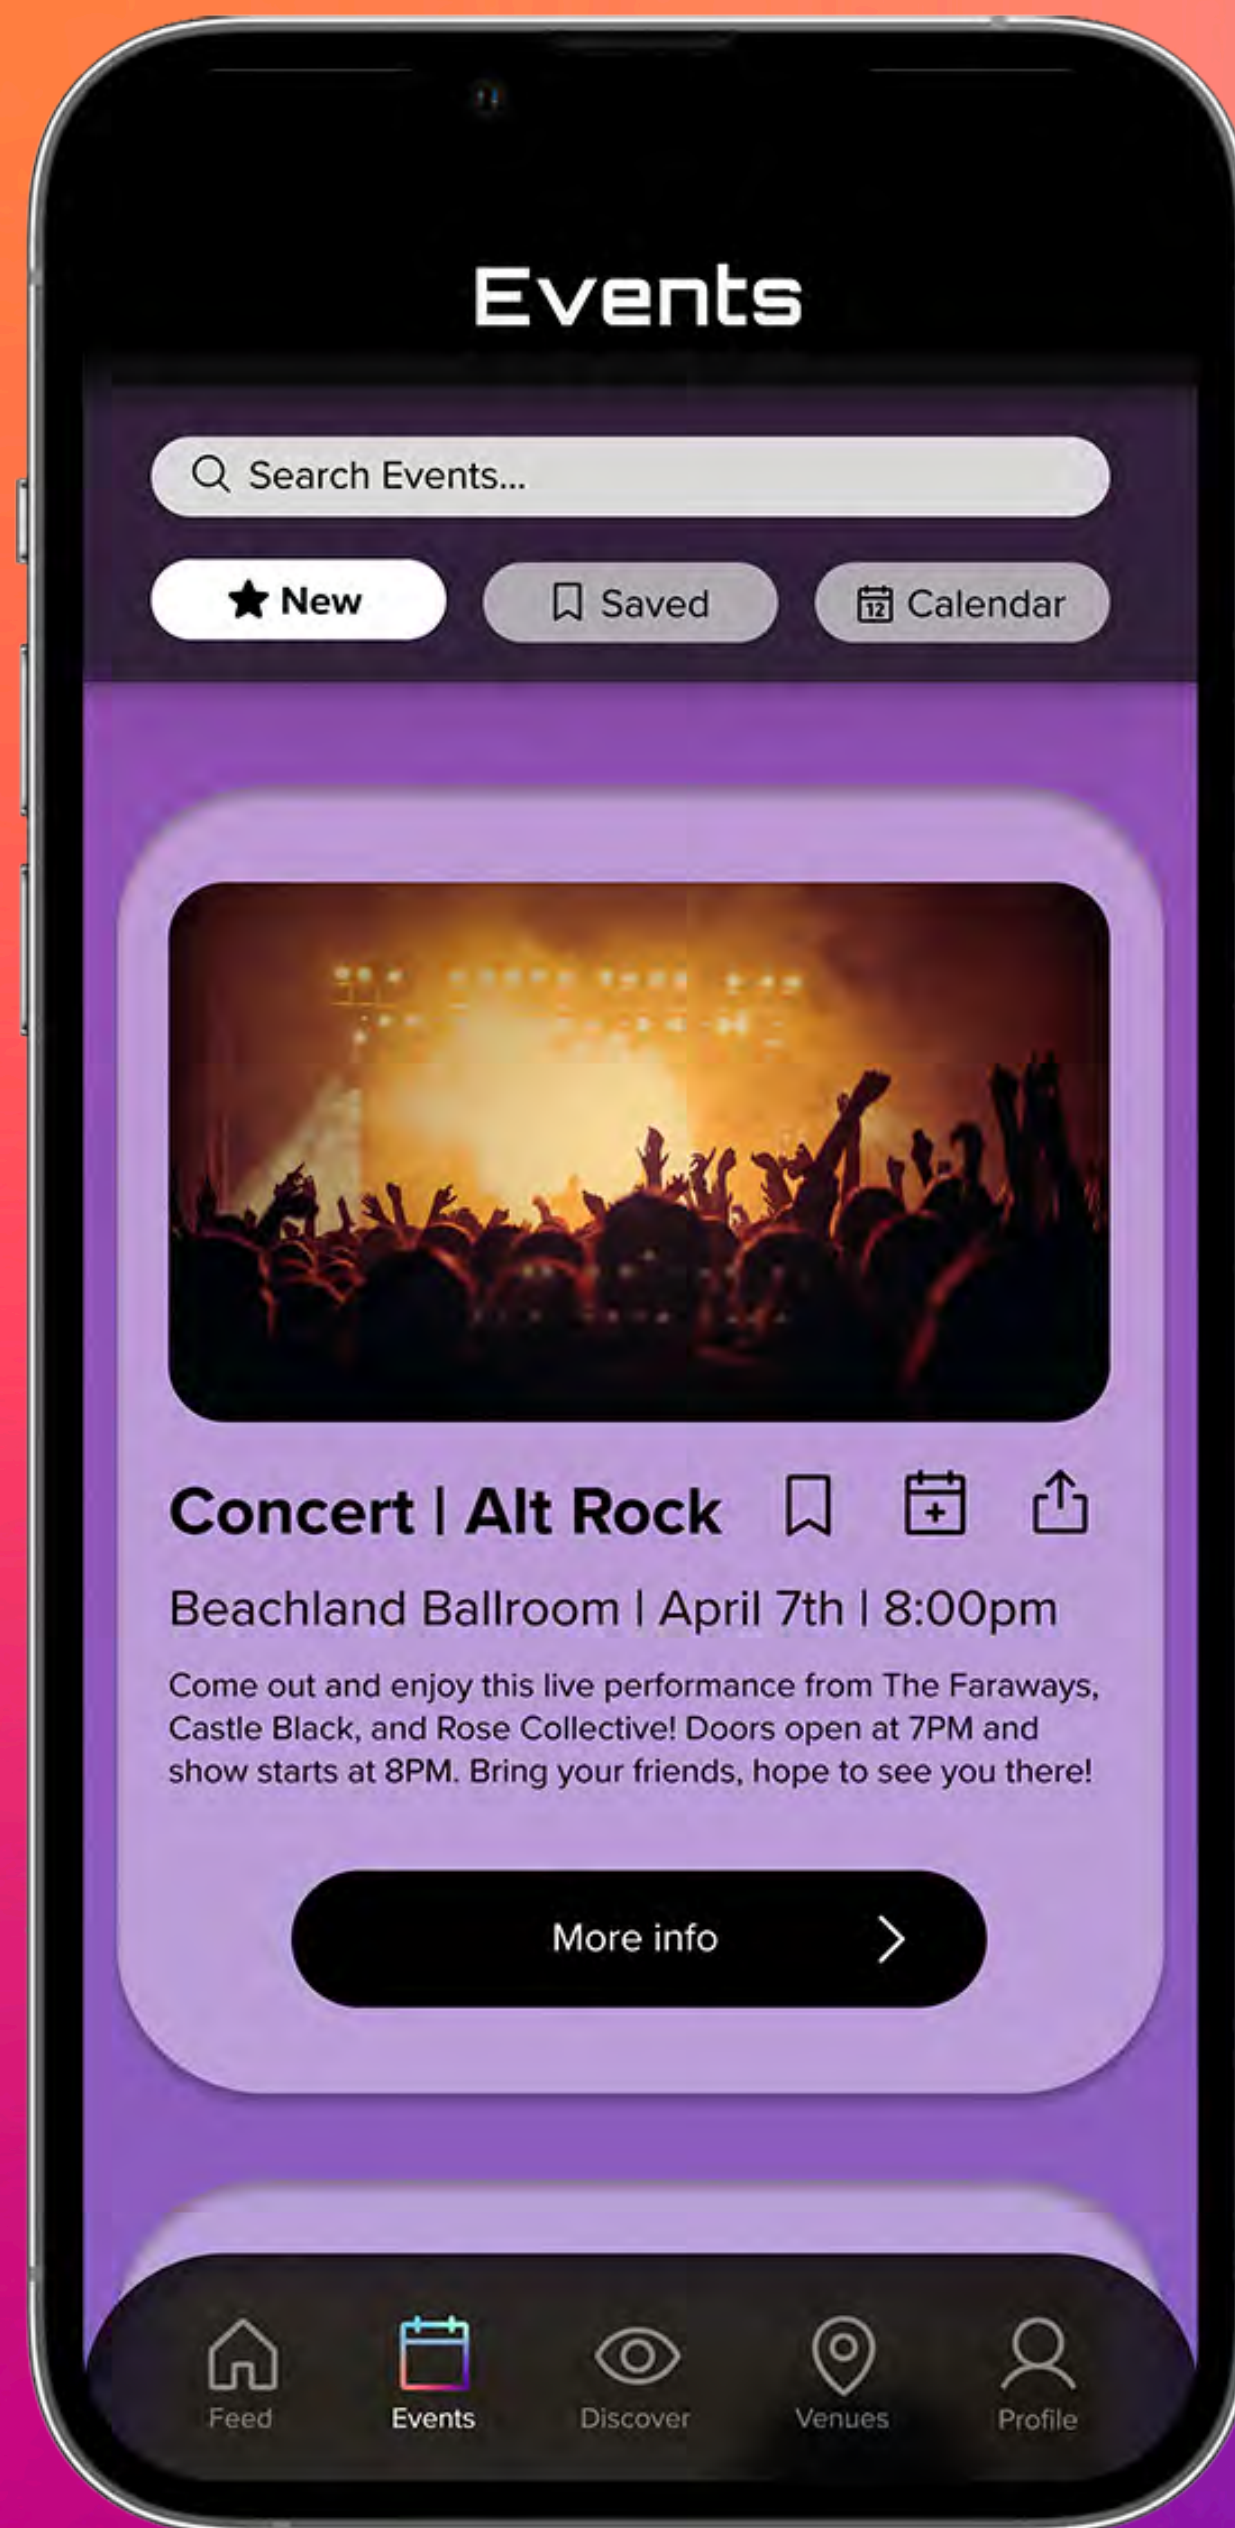 Events
Search Events...
New
Saved
12 Calendar
Concert | Alt Rock
Beachland Ballroom | April 7th | 8:00pm
Come out and enjoy this live performance from The Faraways,
Castle Black, and Rose Collective! Doors open at 7PM and
show starts at 8PM. Bring your friends, hope to see you there!
More info
Feed
Events
Discover
Venues
Profile